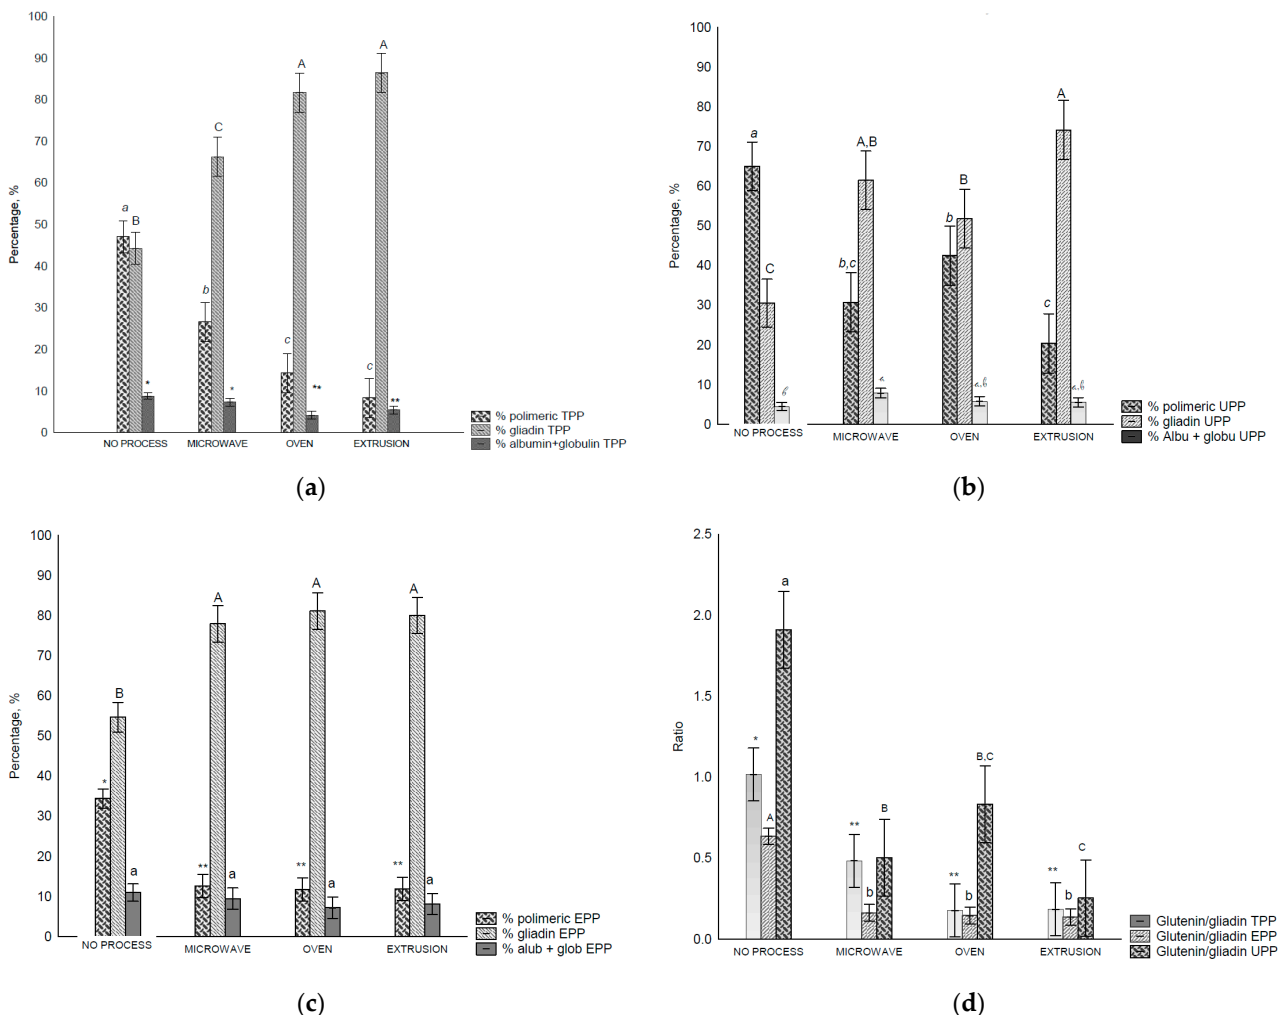 100
90
80
70
60
50
40
30
20
10
0
Percentage, %
a
B
*
b
C
*
c
A
**
c
A
**
NO PROCESS
MICROWAVE
OVEN
EXTRUSION
% polimeric TPP
% gliadin TPP
% albumin+globulin TPP
(a)
100
90
80
70
60
50
40
30
20
10
0
Percentage, %
a
C
b
b,c
A,B
a
b
B
a,b
c
A
a,b
NO PROCESS
MICROWAVE
OVEN
EXTRUSION
% polimeric UPP
% gliadin UPP
% Albu + globu UPP
(b)
100
90
80
70
60
50
40
30
20
10
0
Percentage, %
*
B
a
**
A
a
**
A
a
**
A
a
NO PROCESS
MICROWAVE
OVEN
EXTRUSION
% polimeric EPP
% gliadin EPP
% alub + glob EPP
(c)
2.5
2.0
1.5
1.0
0.5
0.0
Ratio
*
A
a
**
b
B
**
b
B,C
**
b
C
NO PROCESS
MICROWAVE
OVEN
EXTRUSION
Glutenin/gliadin TPP
Glutenin/gliadin EPP
Glutenin/gliadin UPP
(d)